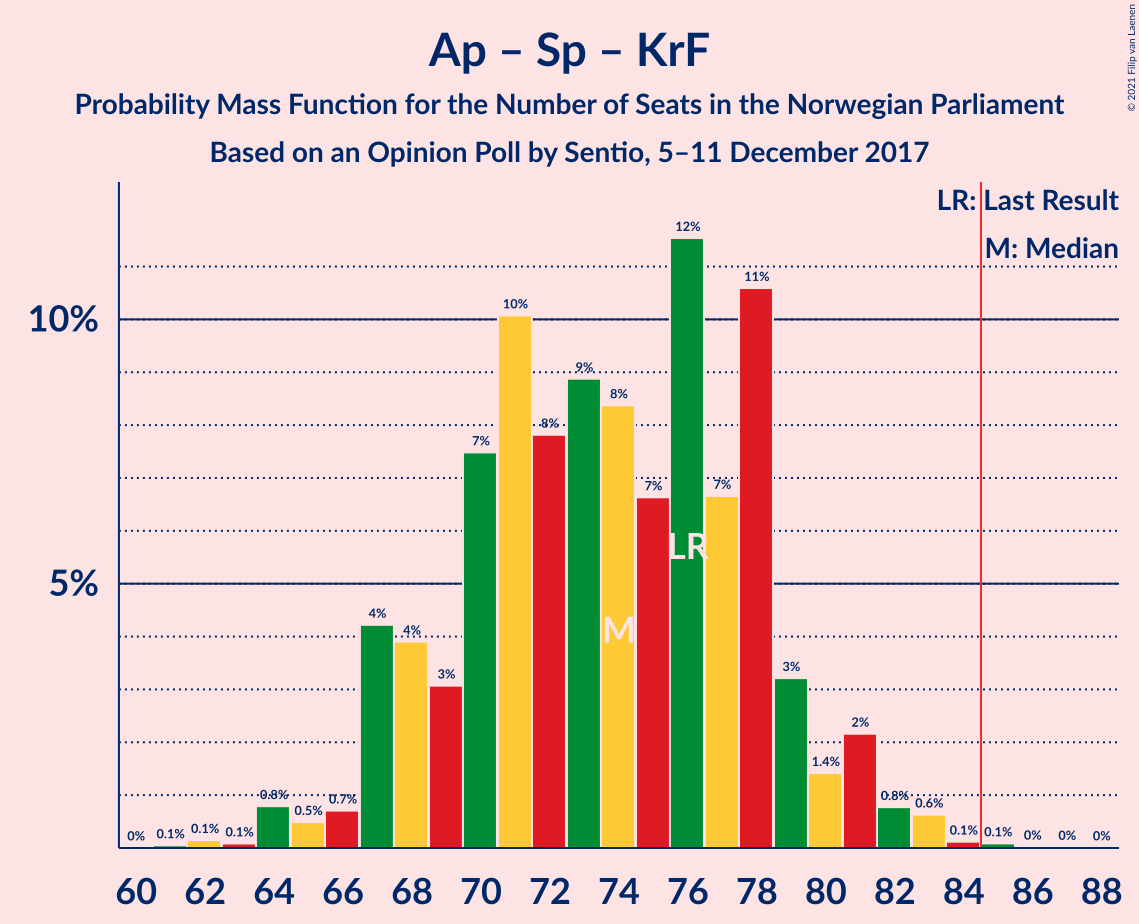 Ap – Sp – KrF
Probability Mass Function for the Number of Seats in the Norwegian Parliament
Based on an Opinion Poll by Sentio, 5–11 December 2017
© 2021 Filip van Laenen
LR: Last Result
M: Median
10%
5%
0% 0.1% 0.1% 0.1% 0.8% 0.5% 0.7% 4% 4% 3% 7% 10% 8% 9% 8% 7% 12% 7% 11% 3% 1.4% 2% 0.8% 0.6% 0.1% 0.1% 0% 0% 0%
LR
M
60 62 64 66 68 70 72 74 76 78 80 82 84 86 88